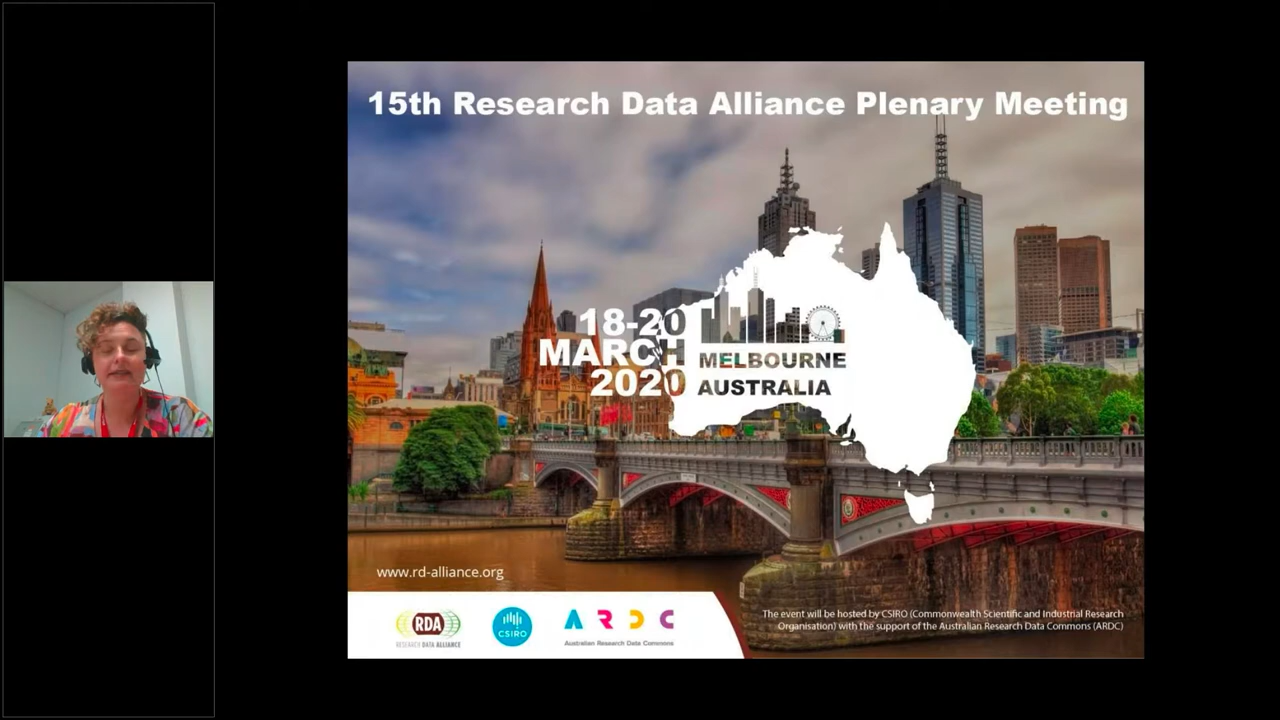 15th Research Data Alliance Plenary Meeting
18-20
MARCH
2020
MELBOURNE
AUSTRALIA
www.rd-alliance.org
RDA
RESEARCH DATA ALLIANCE
CSIRO
ARDC
Australian Research Data Commons
The event will be hosted by CSIRO (Commonwealth Scientific and Industrial Research
Organisation) with the support of the Australian Research Data Commons (ARDC)